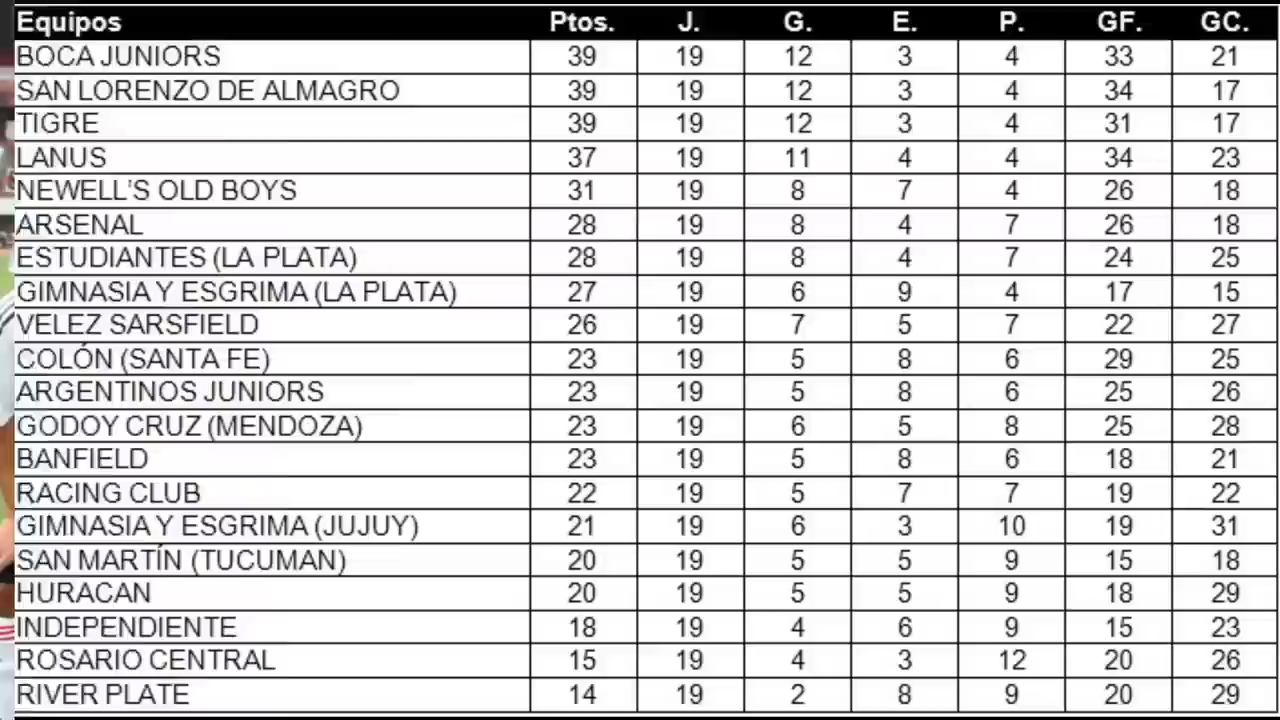 Equipos Ptos. J. G. E. P. GF. GC.
BOCA JUNIORS 39 19 12 3 4 33 21
SAN LORENZO DE ALMAGRO 39 19 12 3 4 34 17
TIGRE 39 19 12 3 4 31 17
LANUS 37 19 11 4 4 34 23
NEWELL'S OLD BOYS 31 19 8 7 4 26 18
ARSENAL 28 19 8 4 7 26 18
ESTUDIANTES (LA PLATA) 28 19 8 4 7 24 25
GIMNASIA Y ESGRIMA (LA PLATA) 27 19 6 9 4 17 15
VELEZ SARSFIELD 26 19 7 5 7 22 27
COLÓN (SANTA FE) 23 19 5 8 6 29 25
ARGENTINOS JUNIORS 23 19 5 8 6 25 26
GODOY CRUZ (MENDOZA) 23 19 6 5 8 25 28
BANFIELD 23 19 5 8 6 18 21
RACING CLUB 22 19 5 7 7 19 22
GIMNASIA Y ESGRIMA (JUJUY) 21 19 6 3 10 19 31
SAN MARTÍN (TUCUMAN) 20 19 5 5 9 15 18
HURACAN 20 19 5 5 9 18 29
INDEPENDIENTE 18 19 4 6 9 15 23
ROSARIO CENTRAL 15 19 4 3 12 20 26
RIVER PLATE 14 19 2 8 9 20 29